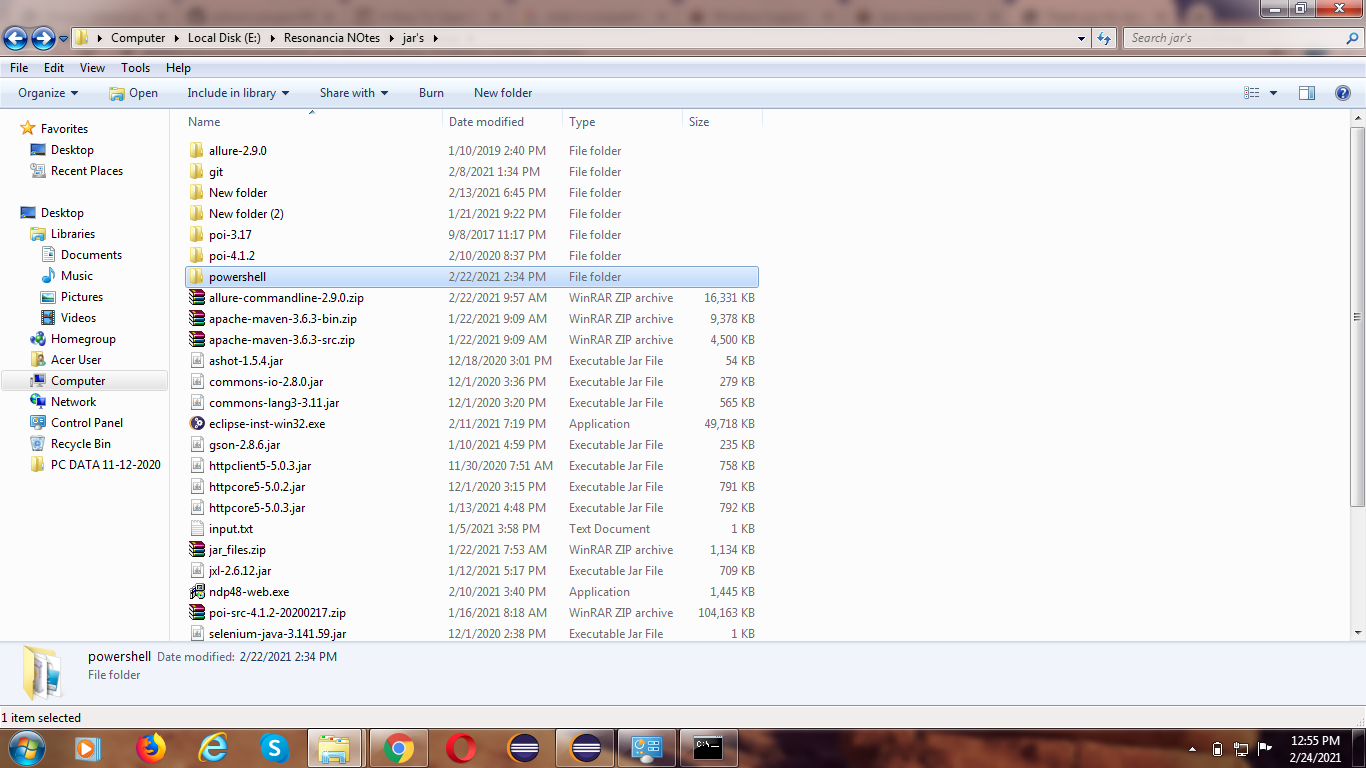 Computer Local Disk (E:) Resonancia NOtes jar's Search jar's
File Edit View Tools Help
Organize Open Include in library Share with Burn New folder
Favorites
Desktop
Recent Places
Desktop
Libraries
Documents
Music
Pictures
Videos
Homegroup
Acer User
Computer
Network
Control Panel
Recycle Bin
PC DATA 11-12-2020
Name Date modified Type Size
allure-2.9.0 1/10/2019 2:40 PM File folder
git 2/8/2021 1:34 PM File folder
New folder 2/13/2021 6:45 PM File folder
New folder (2) 1/21/2021 9:22 PM File folder
poi-3.17 9/8/2017 11:17 PM File folder
poi-4.1.2 2/10/2020 8:37 PM File folder
powershell 2/22/2021 2:34 PM File folder
allure-commandline-2.9.0.zip 2/22/2021 9:57 AM WinRAR ZIP archive 16,331 KB
apache-maven-3.6.3-bin.zip 1/22/2021 9:09 AM WinRAR ZIP archive 9,378 KB
apache-maven-3.6.3-src.zip 1/22/2021 9:09 AM WinRAR ZIP archive 4,500 KB
ashot-1.5.4.jar 12/18/2020 3:01 PM Executable Jar File 54 KB
commons-io-2.8.0.jar 12/1/2020 3:36 PM Executable Jar File 279 KB
commons-lang3-3.11.jar 12/1/2020 3:20 PM Executable Jar File 565 KB
eclipse-inst-win32.exe 2/11/2021 7:19 PM Application 49,718 KB
gson-2.8.6.jar 1/10/2021 4:59 PM Executable Jar File 235 KB
httpclient5-5.0.3.jar 11/30/2020 7:51 AM Executable Jar File 758 KB
httpcore5-5.0.2.jar 12/1/2020 3:15 PM Executable Jar File 791 KB
httpcore5-5.0.3.jar 1/13/2021 4:48 PM Executable Jar File 792 KB
input.txt 1/5/2021 3:58 PM Text Document 1 KB
jar_files.zip 1/22/2021 7:53 AM WinRAR ZIP archive 1,134 KB
jxl-2.6.12.jar 1/12/2021 5:17 PM Executable Jar File 709 KB
ndp48-web.exe 2/10/2021 3:40 PM Application 1,445 KB
poi-src-4.1.2-20200217.zip 1/16/2021 8:18 AM WinRAR ZIP archive 104,163 KB
selenium-java-3.141.59.jar 12/1/2020 2:38 PM Executable Jar File 1 KB
powershell Date modified: 2/22/2021 2:34 PM
File folder
1 item selected
C:\.
12:55 PM
2/24/2021